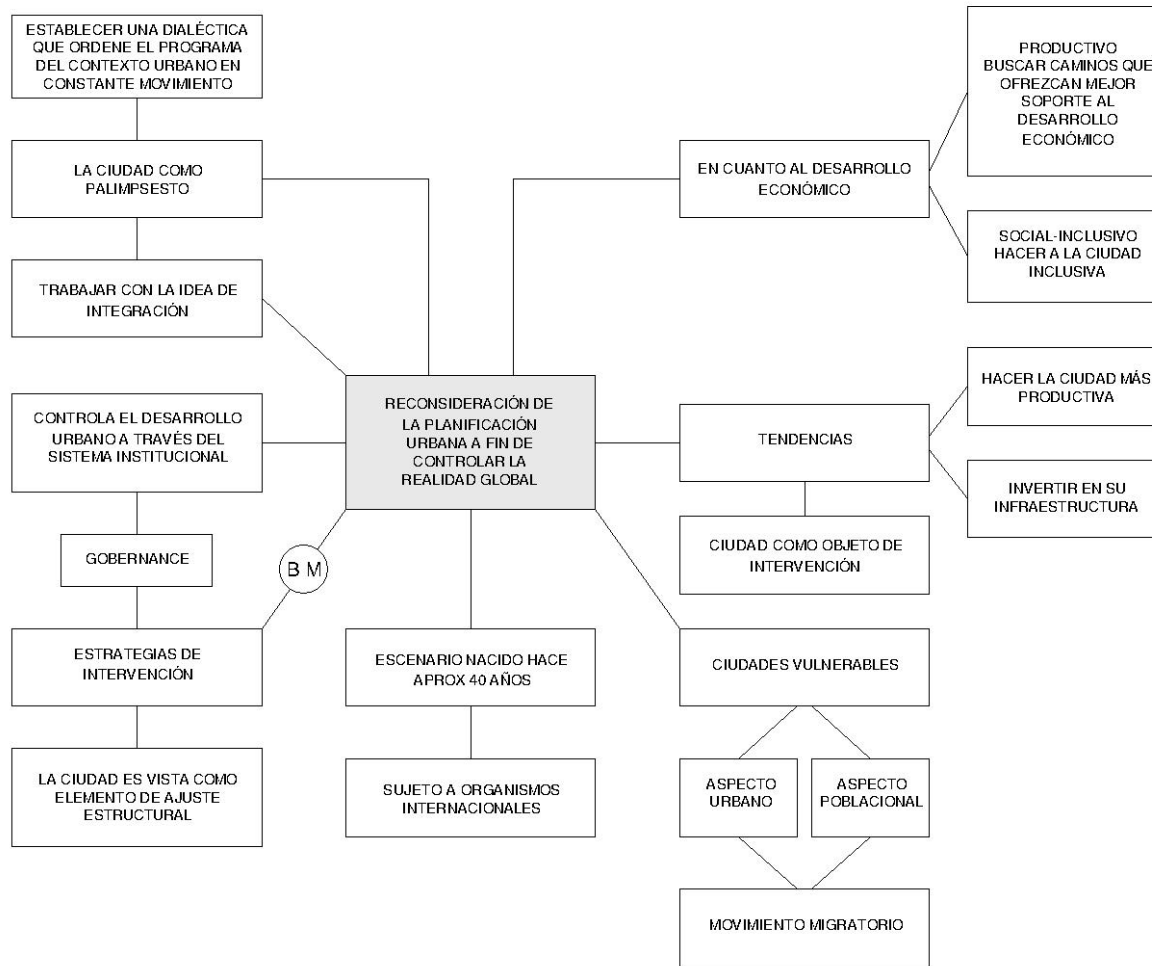 ESTABLECER UNA DIALÉCTICA
QUE ORDENE EL PROGRAMA
DEL CONTEXTO URBANO EN
CONSTANTE MOVIMIENTO
LA CIUDAD COMO
PALIMPSESTO
TRABAJAR CON LA IDEA DE
INTEGRACIÓN
CONTROLA EL DESARROLLO
URBANO A TRAVÉS DEL
SISTEMA INSTITUCIONAL
GOBERNANCE
ESTRATEGIAS DE
INTERVENCIÓN
LA CIUDAD ES VISTA COMO
ELEMENTO DE AJUSTE
ESTRUCTURAL
B M
RECONSIDERACIÓN DE
LA PLANIFICACIÓN
URBANA A FIN DE
CONTROLAR LA
REALIDAD GLOBAL
ESCENARIO NACIDO HACE
APROX 40 AÑOS
SUJETO A ORGANISMOS
INTERNACIONALES
EN CUANTO AL DESARROLLO
ECONÓMICO
PRODUCTIVO
BUSCAR CAMINOS QUE
OFREZCAN MEJOR
SOPORTE AL
DESARROLLO
ECONÓMICO
SOCIAL-INCLUSIVO
HACER A LA CIUDAD
INCLUSIVA
TENDENCIAS
HACER LA CIUDAD MÁS
PRODUCTIVA
INVERTIR EN SU
INFRAESTRUCTURA
CIUDAD COMO OBJETO DE
INTERVENCIÓN
CIUDADES VULNERABLES
ASPECTO
URBANO
ASPECTO
POBLACIONAL
MOVIMIENTO MIGRATORIO